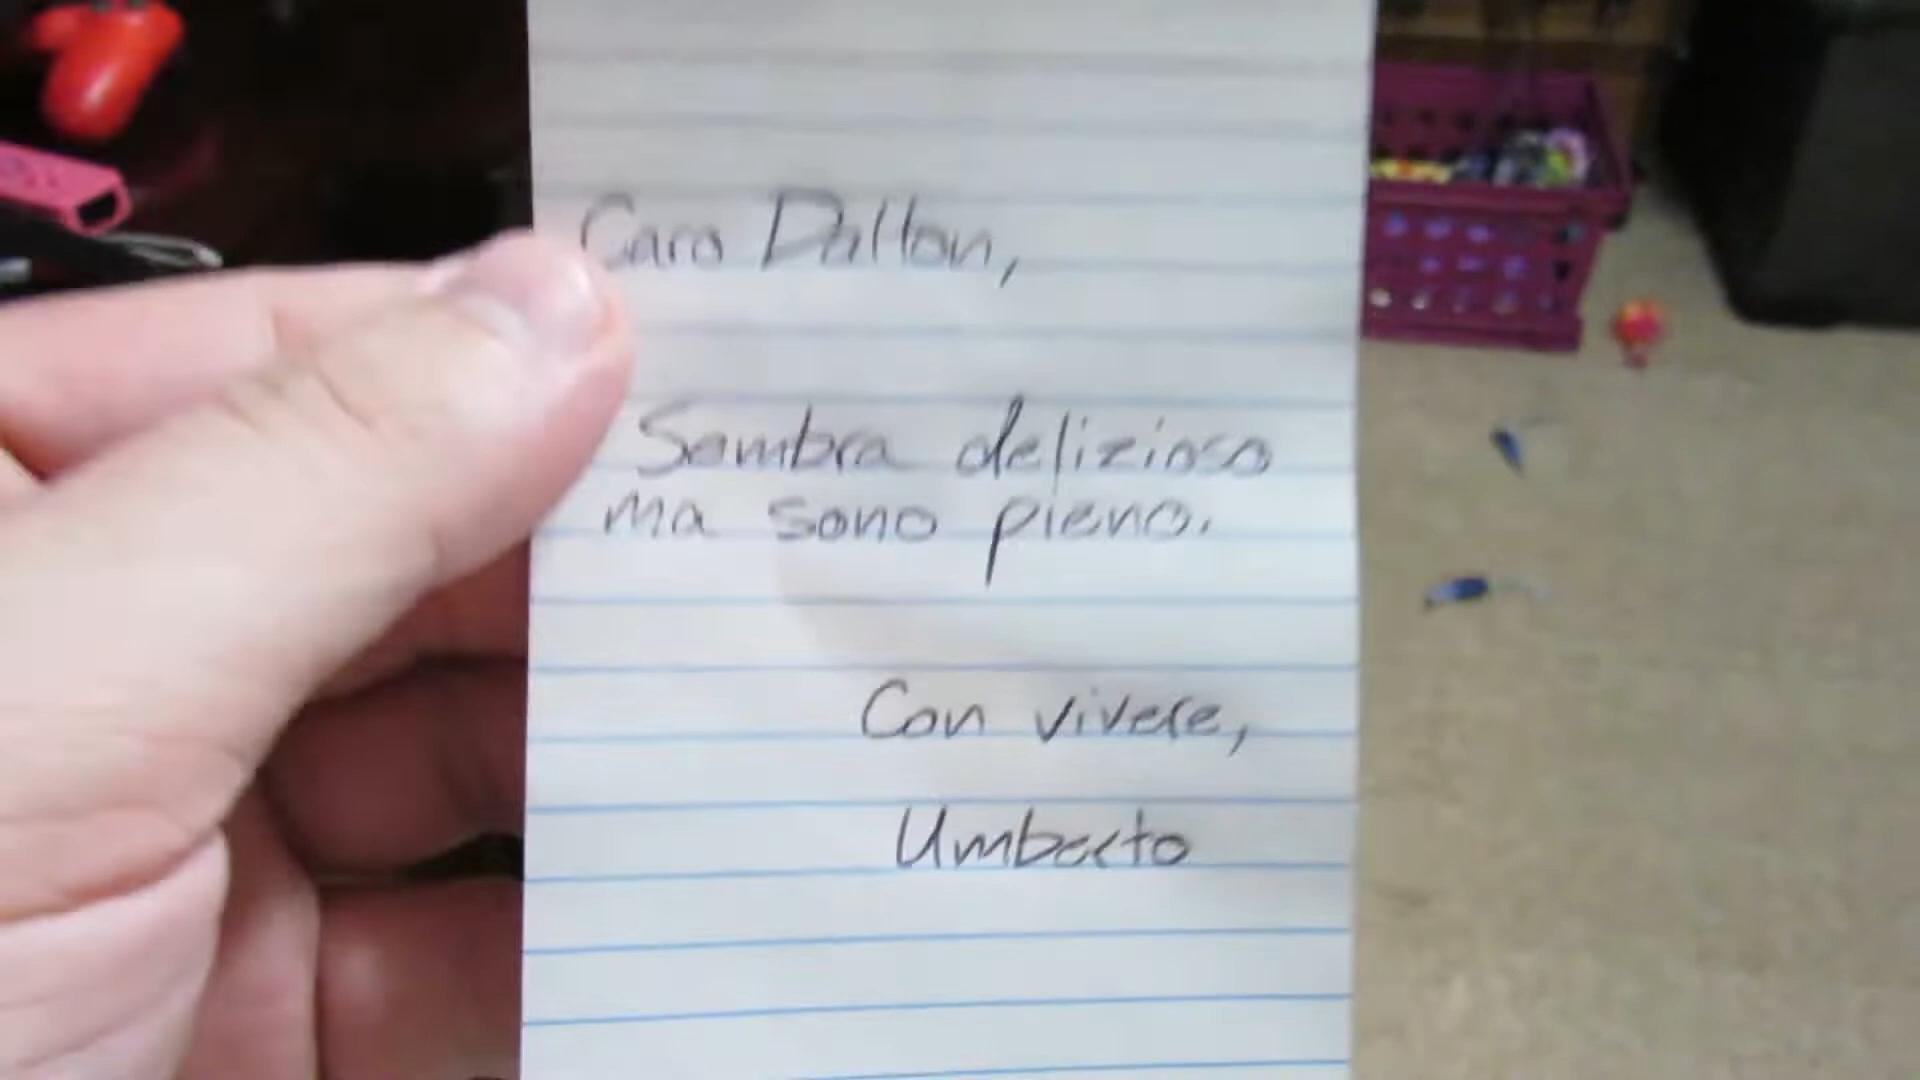 Caro Dalton,
Sembra delizioso
ma sono pieno.
Con vivere,
Umberto